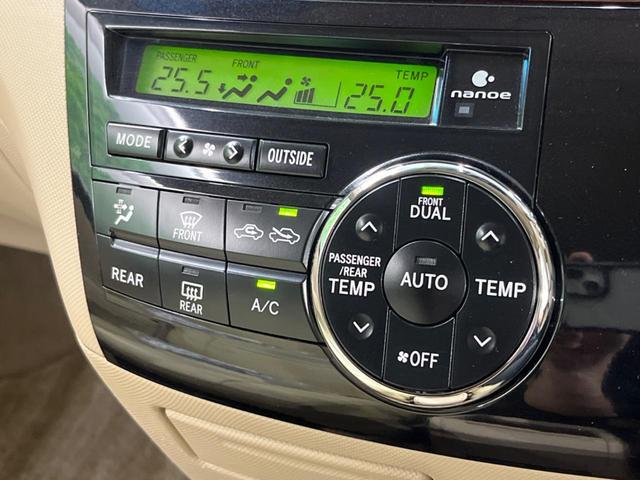 PASSENGER FRONT TEMP
25.5 25.0
nanoe
MODE
OUTSIDE
FRONT
REAR
REAR
A/C
FRONT
DUAL
PASSENGER
/REAR
TEMP
AUTO
TEMP
OFF